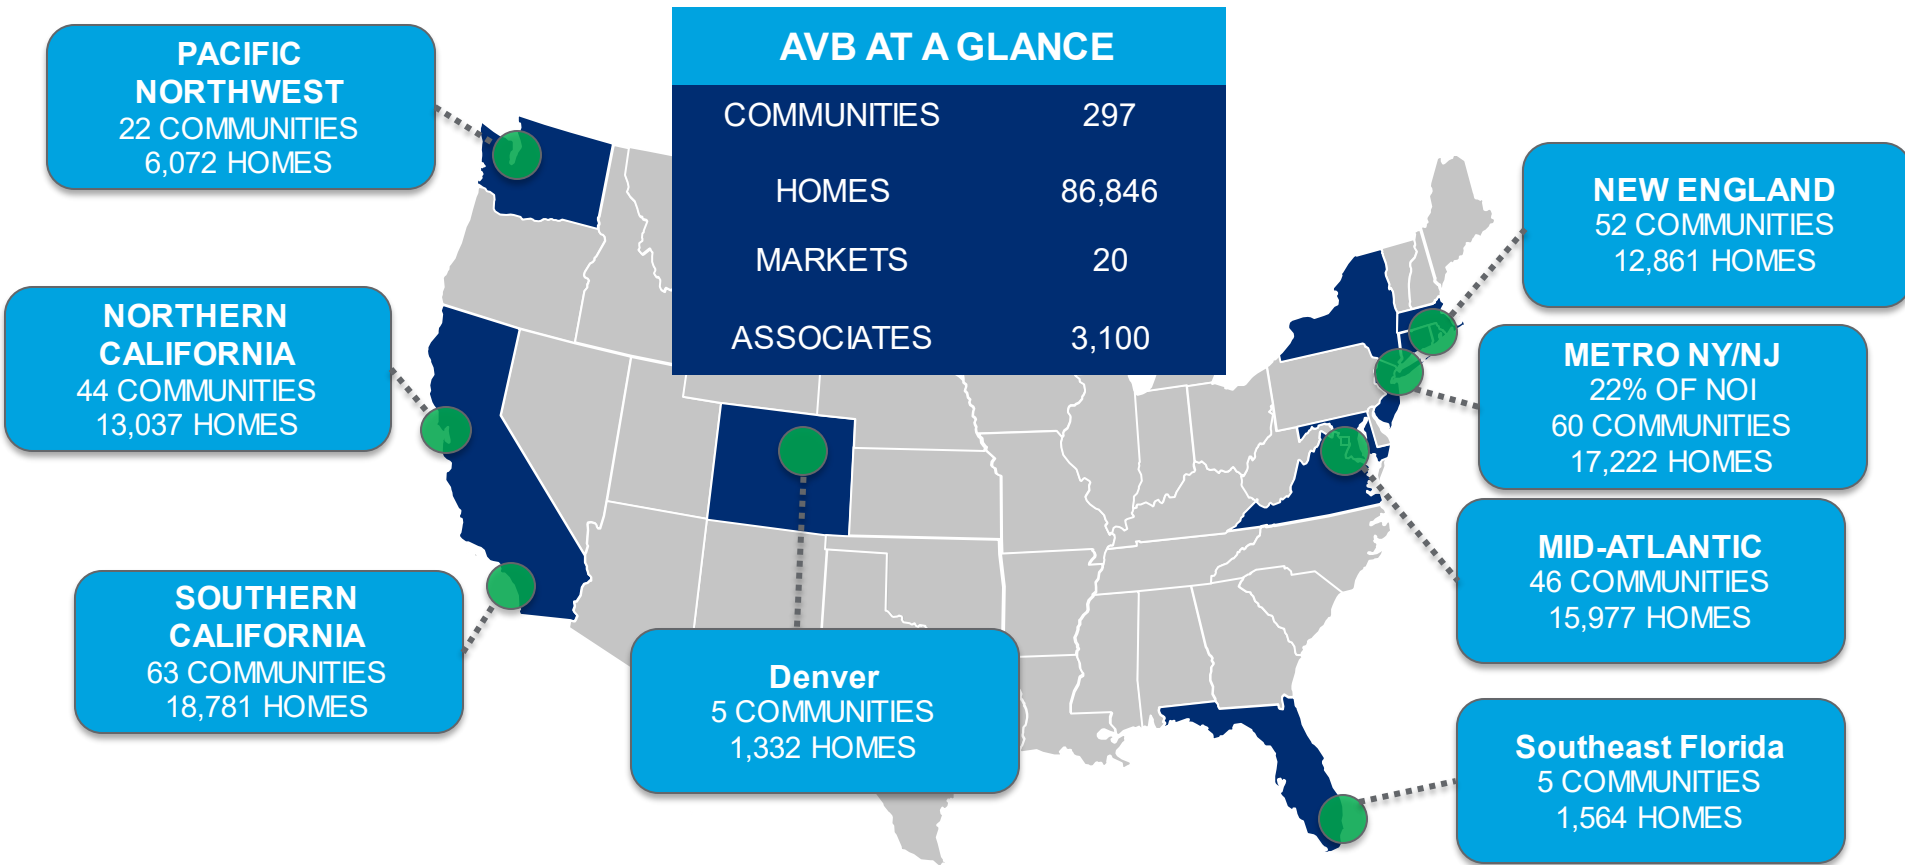 AVB AT A GLANCE
COMMUNITIES 297
HOMES 86,846
MARKETS 20
ASSOCIATES 3,100
PACIFIC
NORTHWEST
22 COMMUNITIES
6,072 HOMES
NORTHERN
CALIFORNIA
44 COMMUNITIES
13,037 HOMES
SOUTHERN
CALIFORNIA
63 COMMUNITIES
18,781 HOMES
Denver
5 COMMUNITIES
1,332 HOMES
NEW ENGLAND
52 COMMUNITIES
12,861 HOMES
METRO NY/NJ
22% OF NOI
60 COMMUNITIES
17,222 HOMES
MID-ATLANTIC
46 COMMUNITIES
15,977 HOMES
Southeast Florida
5 COMMUNITIES
1,564 HOMES